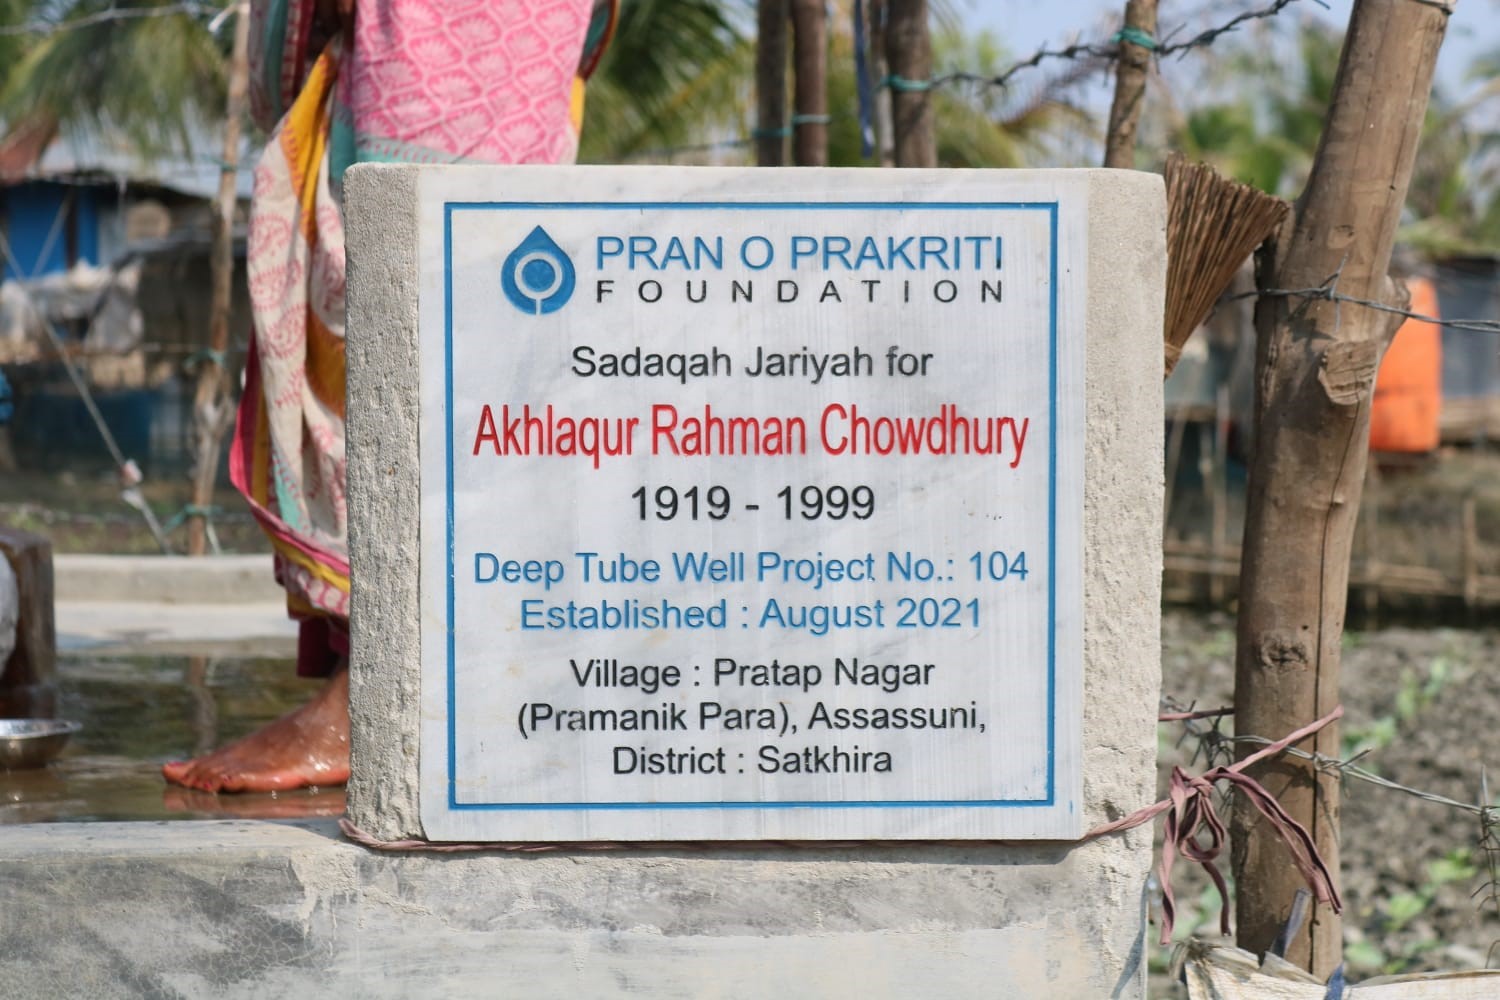 PRAN O PRAKRITI
FOUNDATION
Sadaqah Jariyah for
Akhlaqur Rahman Chowdhury
1919 - 1999
Deep Tube Well Project No.: 104
Established : August 2021
Village : Pratap Nagar
(Pramanik Para), Assassuni,
District : Satkhira